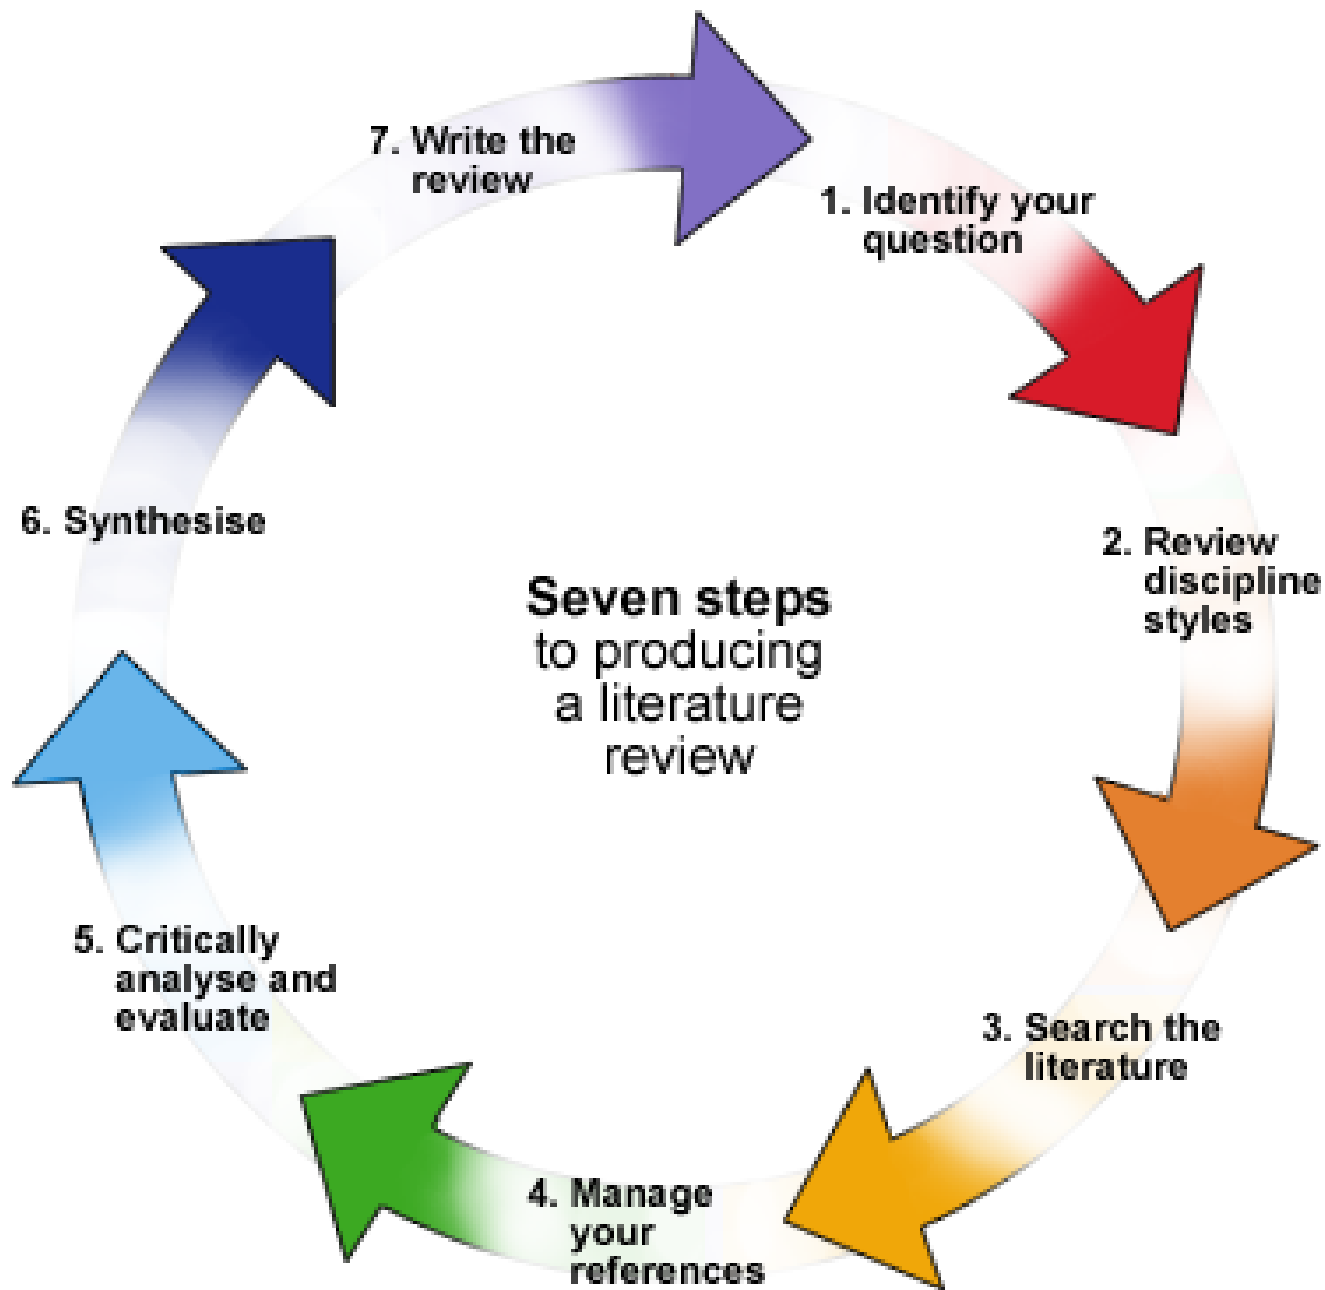 Seven steps
to producing
a literature
review
1. Identify your
question
2. Review
discipline
styles
3. Search the
literature
4. Manage
your
references
5. Critically
analyse and
evaluate
6. Synthesise
7. Write the
review